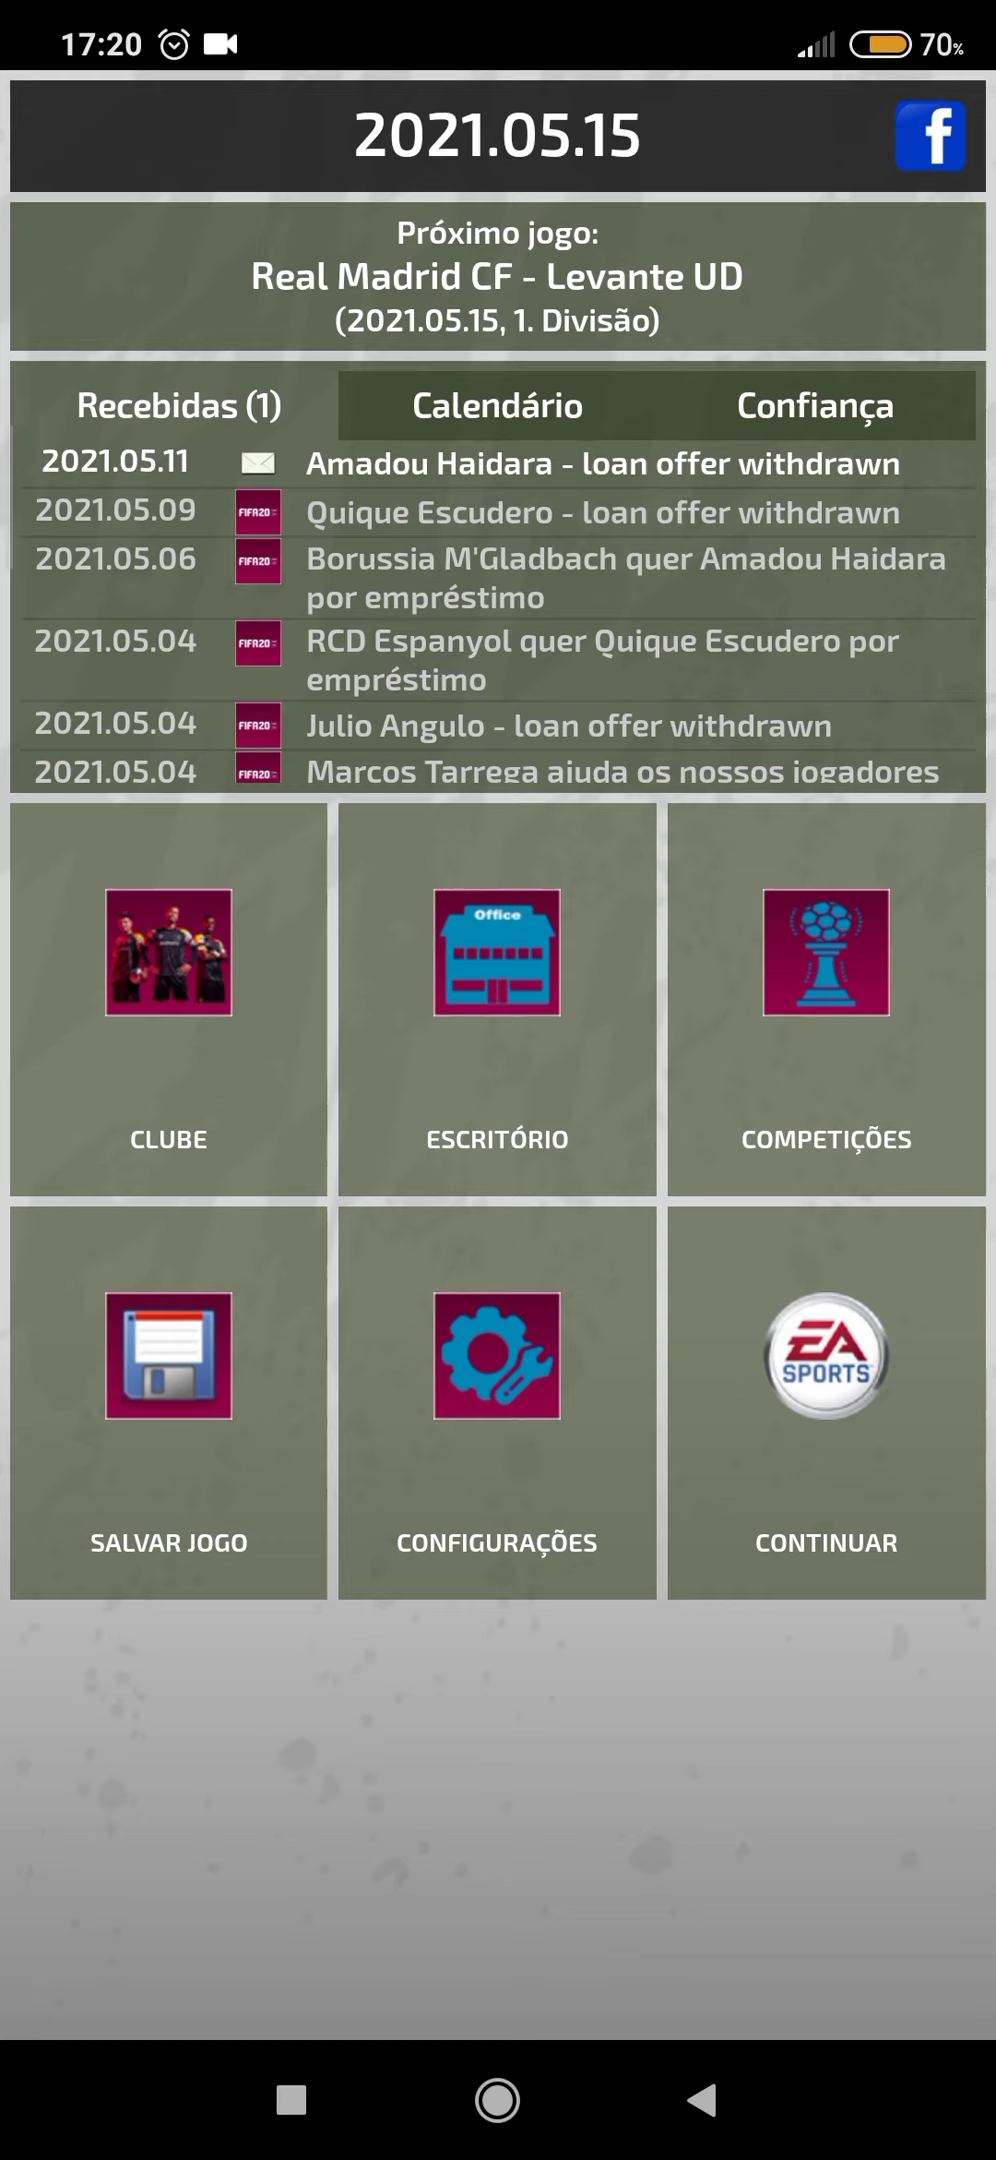 17:20
70%
2021.05.15
f
Próximo jogo:
Real Madrid CF - Levante UD
(2021.05.15, 1. Divisão)
Recebidas (1) Calendário Confiança
2021.05.11 Amadou Haidara - loan offer withdrawn
2021.05.09 FIFA20 Quique Escudero - loan offer withdrawn
2021.05.06 FIFA20 Borussia M'Gladbach quer Amadou Haidara
por empréstimo
2021.05.04 FIFA20 RCD Espanyol quer Quique Escudero por
empréstimo
2021.05.04 FIFA20 Julio Angulo - loan offer withdrawn
2021.05.04 FIFA20 Marcos Tarrega ajuda os nossos jogadores
Office
CLUBE ESCRITÓRIO COMPETIÇÕES
EA
SPORTS
SALVAR JOGO CONFIGURAÇÕES CONTINUAR